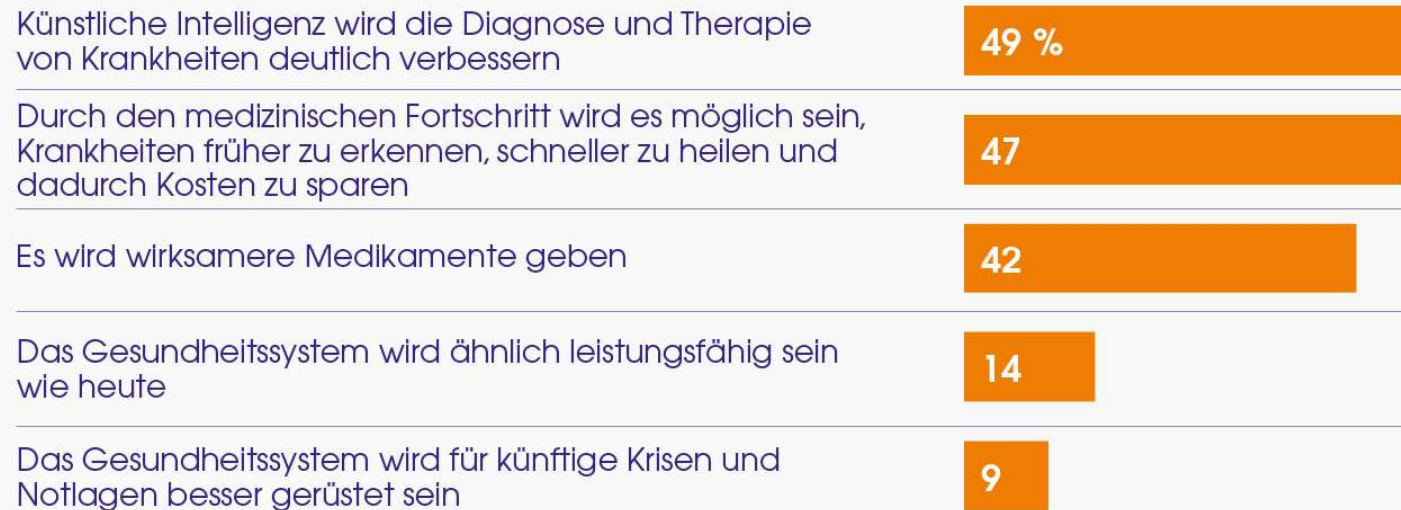 Künstliche Intelligenz wird die Diagnose und Therapie
von Krankheiten deutlich verbessern
49 %
Durch den medizinischen Fortschritt wird es möglich sein,
Krankheiten früher zu erkennen, schneller zu heilen und
dadurch Kosten zu sparen
47
Es wird wirksamere Medikamente geben
42
Das Gesundheitssystem wird ähnlich leistungsfähig sein
wie heute
14
Das Gesundheitssystem wird für künftige Krisen und
Notlagen besser gerüstet sein
9